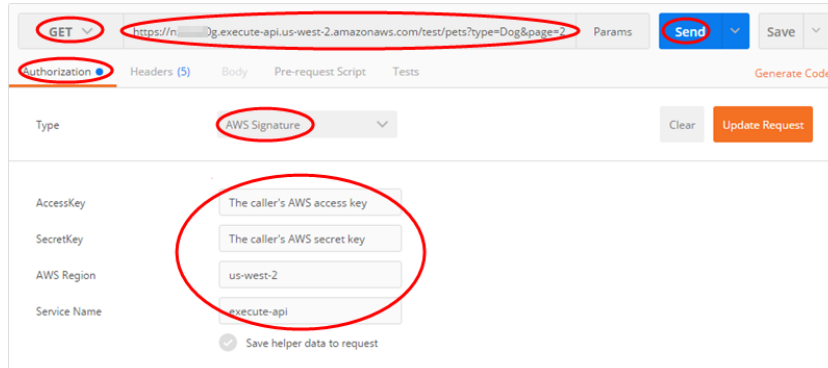 GET https://n g.execute-api.us-west-2.amazonaws.com/test/pets?type=Dog&page=2 Params Send Save
Authorization Headers (5) Body Pre-request Script Tests Generate Code
Type AWS Signature Clear Update Request
AccessKey The caller's AWS access key
SecretKey The caller's AWS secret key
AWS Region us-west-2
Service Name execute-api
Save helper data to request